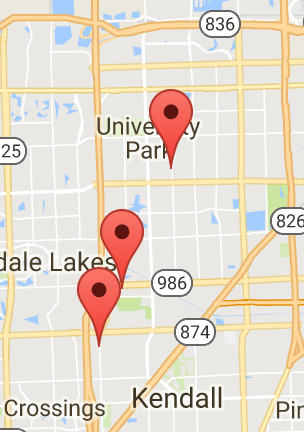 836
University
Park
25
826
dale Lakes
986
874
Kendall
Crossings
Pin